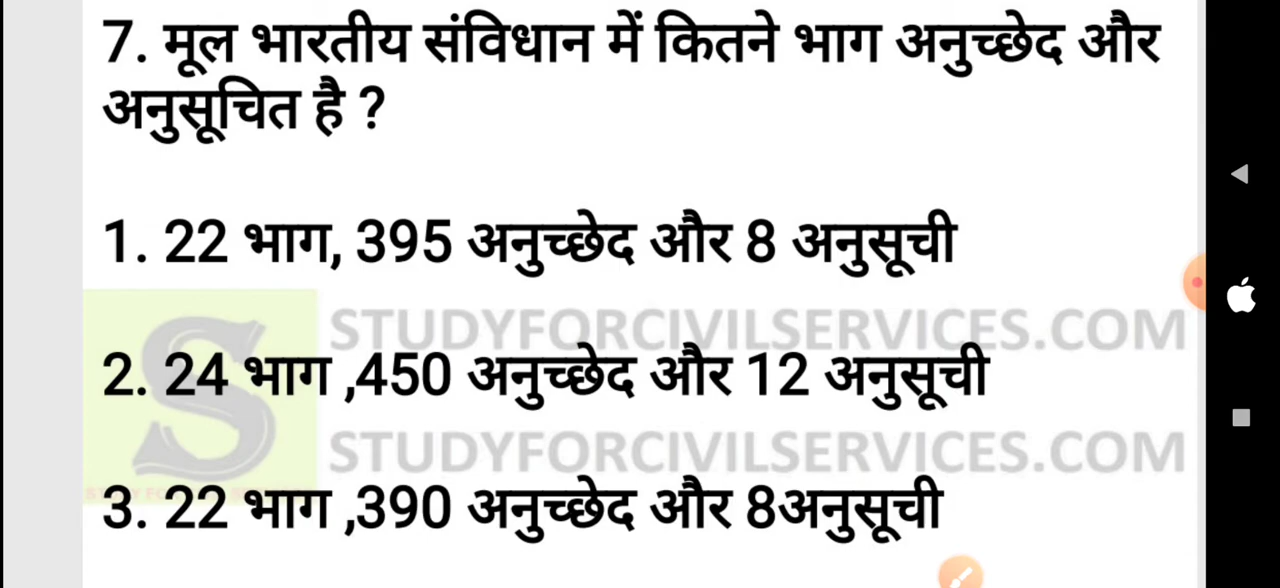 7. मूल भारतीय संविधान में कितने भाग अनुच्छेद और
अनुसूचित है ?
1. 22 भाग, 395 अनुच्छेद और 8 अनुसूची
STUDYFORCIVILSERVICES.COM
2. 24 भाग ,450 अनुच्छेद और 12 अनुसूची
STUDYFORCIVILSERVICES.COM
3. 22 भाग ,390 अनुच्छेद और 8अनुसूची